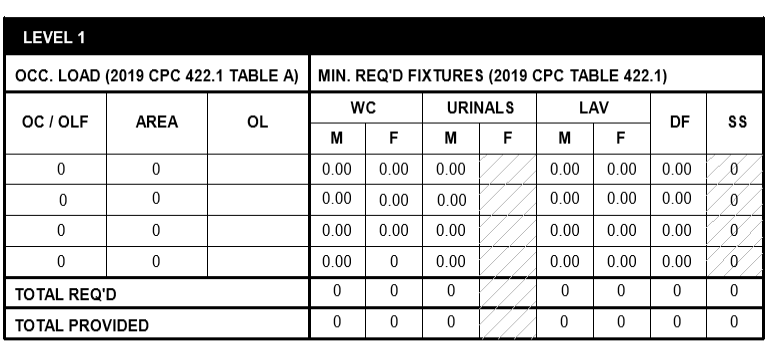 LEVEL 1
OCC. LOAD (2019 CPC 422.1 TABLE A) MIN. REQ'D FIXTURES (2019 CPC TABLE 422.1)
OC / OLF AREA OL WC URINALS LAV DF SS
M F M F M F
0 0 0.00 0.00 0.00 0.00 0.00 0.00 0
0 0 0.00 0.00 0.00 0.00 0.00 0.00 0
0 0 0.00 0.00 0.00 0.00 0.00 0.00 0
0 0 0.00 0 0.00 0.00 0.00 0.00 0
TOTAL REQ'D 0 0 0 0 0 0 0
TOTAL PROVIDED 0 0 0 0 0 0 0